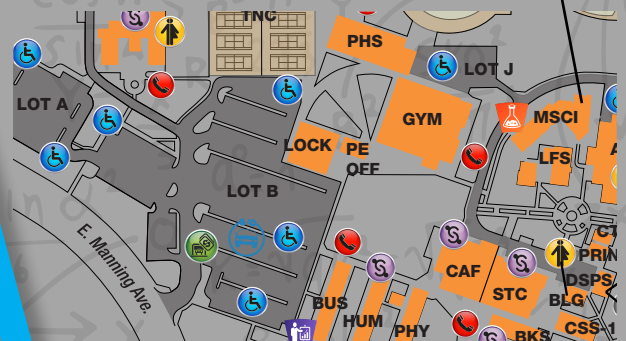 TNC
PHS
LOT J
LOT A
GYM
MSCI
LOCK
PE
OFF
LFS
LOT B
E. Manning Ave.
CAF
STC
PRIN
DSPS
BLG
BUS
HUM
PHY
BKS
CSS-1